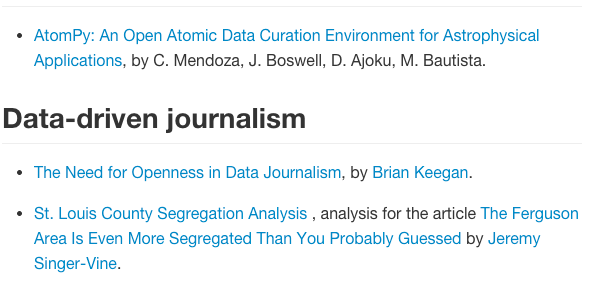 AtomPy: An Open Atomic Data Curation Environment for Astrophysical
Applications, by C. Mendoza, J. Boswell, D. Ajoku, M. Bautista.
Data-driven journalism
The Need for Openness in Data Journalism, by Brian Keegan.
St. Louis County Segregation Analysis , analysis for the article The Ferguson
Area Is Even More Segregated Than You Probably Guessed by Jeremy
Singer-Vine.